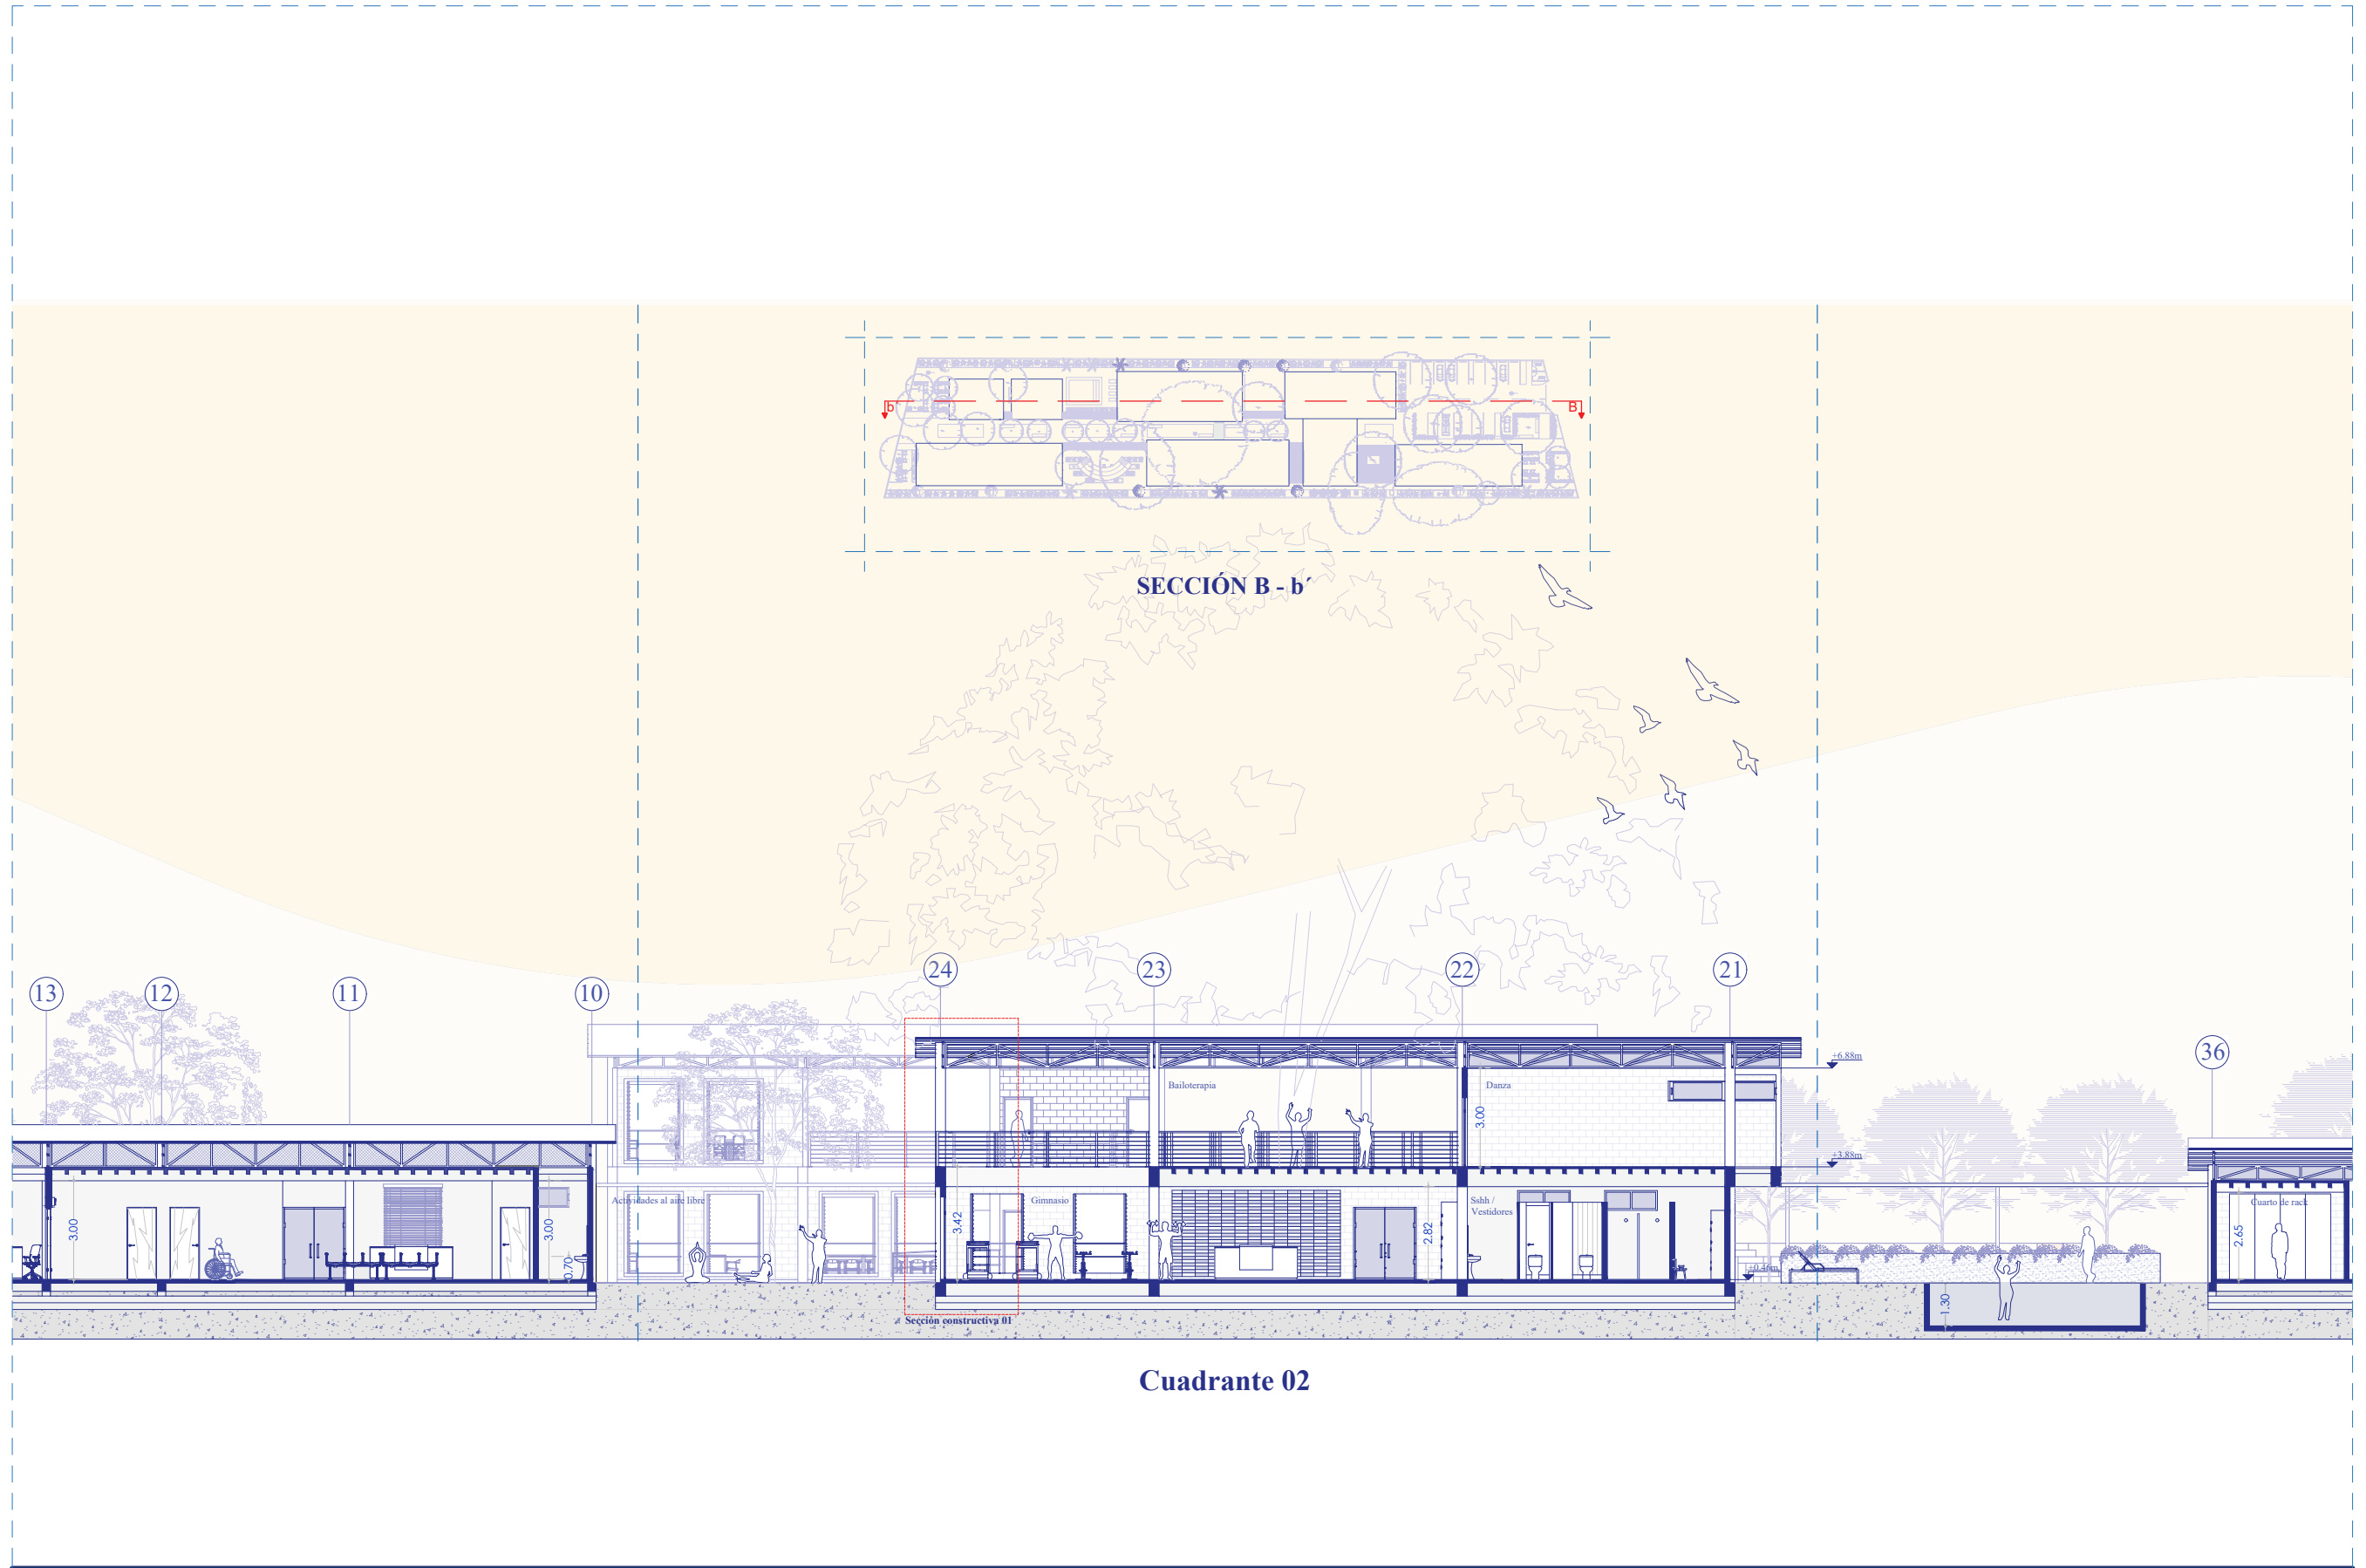 b´
B
SECCIÓN B - b´
24
23
22
21
13
12
11
10
36
+6.88m
Bailoterapia
Danza
3.00
+3.88m
Actividades al aire libre
Gimnasio
Sshh /
Vestidores
Cuarto de rack
3.00
3.00
3.42
2.82
2.65
0.70
+0.46m
1.30
Sección constructiva 01
Cuadrante 02